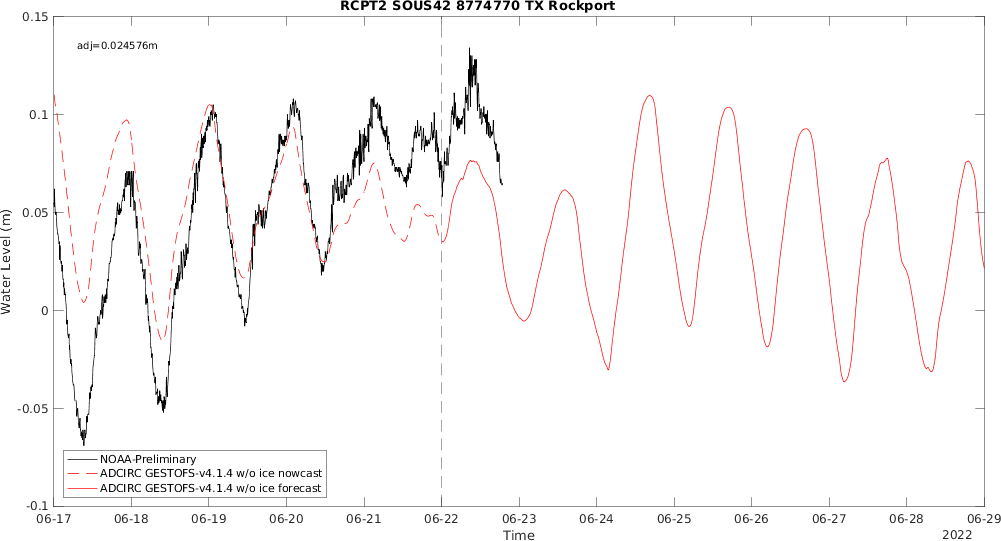 RCPT2 SOUS42 8774770 TX Rockport
adj=0.024576m
0.15
0.1
0.05
0
-0.05
-0.1
Water Level (m)
NOAA-Preliminary
ADCIRC GESTOFS-v4.1.4 w/o ice nowcast
ADCIRC GESTOFS-v4.1.4 w/o ice forecast
06-17 06-18 06-19 06-20 06-21 06-22 06-23 06-24 06-25 06-26 06-27 06-28 06-29
Time
2022